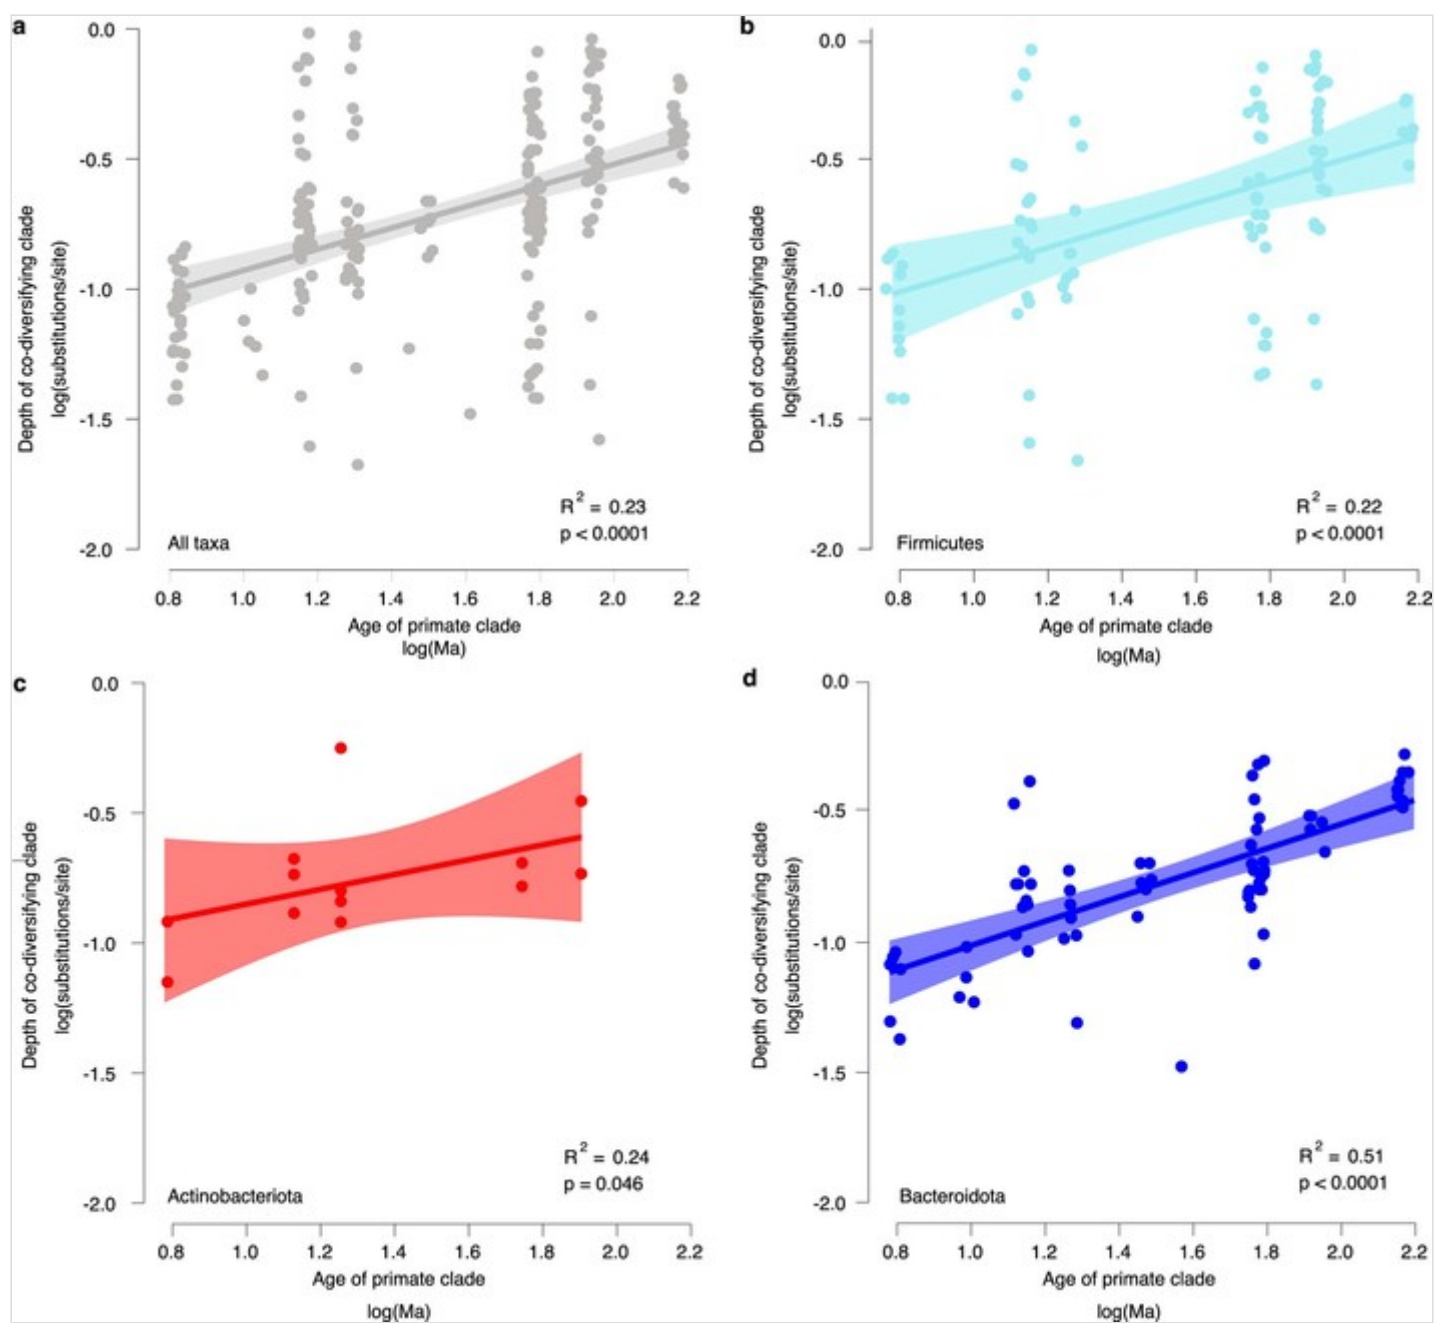 a
0.0
-0.5
-1.0
-1.5
-2.0
Depth of co-diversifying clade
log(substitutions/site)
R2 = 0.23
p < 0.0001
All taxa
0.8 1.0 1.2 1.4 1.6 1.8 2.0 2.2
Age of primate clade
log(Ma)
b
0.0
-0.5
-1.0
-1.5
-2.0
Depth of co-diversifying clade
log(substitutions/site)
R2 = 0.22
p < 0.0001
Firmicutes
0.8 1.0 1.2 1.4 1.6 1.8 2.0 2.2
Age of primate clade
log(Ma)
c
0.0
-0.5
-1.0
-1.5
-2.0
Depth of co-diversifying clade
log(substitutions/site)
R2 = 0.24
p = 0.046
Actinobacteriota
0.8 1.0 1.2 1.4 1.6 1.8 2.0 2.2
Age of primate clade
log(Ma)
d
0.0
-0.5
-1.0
-1.5
-2.0
Depth of co-diversifying clade
log(substitutions/site)
R2 = 0.51
p < 0.0001
Bacteroidota
0.8 1.0 1.2 1.4 1.6 1.8 2.0 2.2
Age of primate clade
log(Ma)